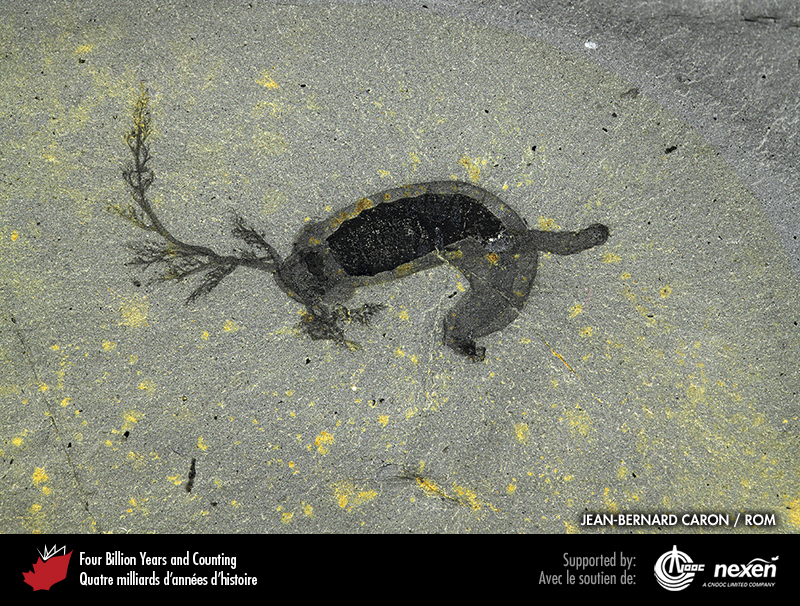 JEAN-BERNARD CARON / ROM
Four Billion Years and Counting
Quatre milliards d'années d'histoire
Supported by:
Avec le soutien de:
CNOOC
nexen
A CNOOC LIMITED COMPANY